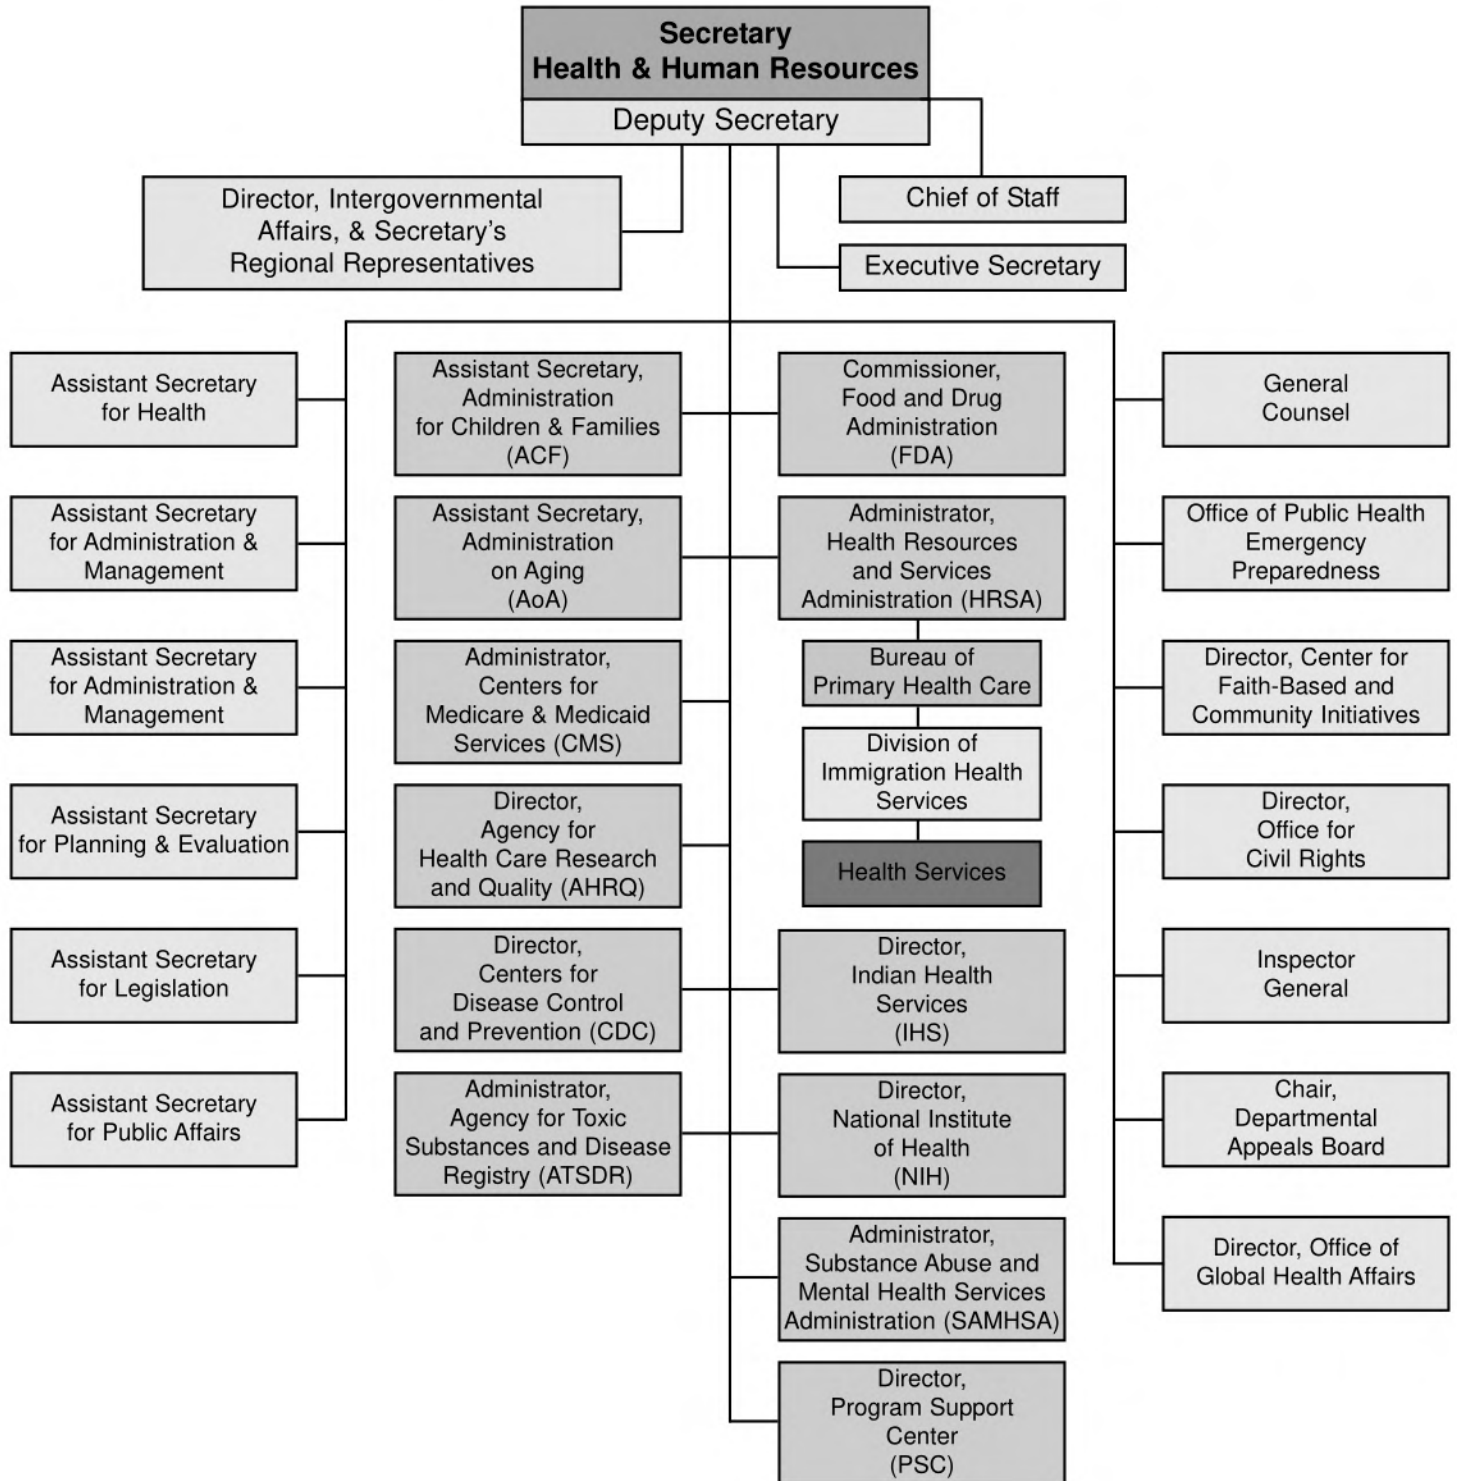 Secretary
Health & Human Resources
Deputy Secretary
Director, Intergovernmental
Affairs, & Secretary's
Regional Representatives
Chief of Staff
Executive Secretary
Assistant Secretary
for Health
Assistant Secretary
for Administration &
Management
Assistant Secretary
for Administration &
Management
Assistant Secretary
for Planning & Evaluation
Assistant Secretary
for Legislation
Assistant Secretary
for Public Affairs
Assistant Secretary,
Administration
for Children & Families
(ACF)
Assistant Secretary,
Administration
on Aging
(AoA)
Administrator,
Centers for
Medicare & Medicaid
Services (CMS)
Director,
Agency for
Health Care Research
and Quality (AHRQ)
Director,
Centers for
Disease Control
and Prevention (CDC)
Administrator,
Agency for Toxic
Substances and Disease
Registry (ATSDR)
Commissioner,
Food and Drug
Administration
(FDA)
Administrator,
Health Resources
and Services
Administration (HRSA)
Bureau of
Primary Health Care
Division of
Immigration Health
Services
Health Services
Director,
Indian Health
Services
(IHS)
Director,
National Institute
of Health
(NIH)
Administrator,
Substance Abuse and
Mental Health Services
Administration (SAMHSA)
Director,
Program Support
Center
(PSC)
General
Counsel
Office of Public Health
Emergency
Preparedness
Director, Center for
Faith-Based and
Community Initiatives
Director,
Office for
Civil Rights
Inspector
General
Chair,
Departmental
Appeals Board
Director, Office of
Global Health Affairs